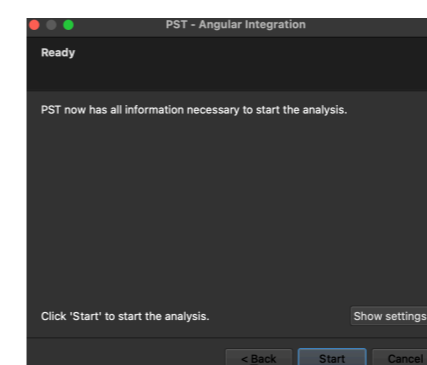 PST - Angular Integration
Ready
PST now has all information necessary to start the analysis.
Click 'Start' to start the analysis.
Show settings
< Back
Start
Cancel